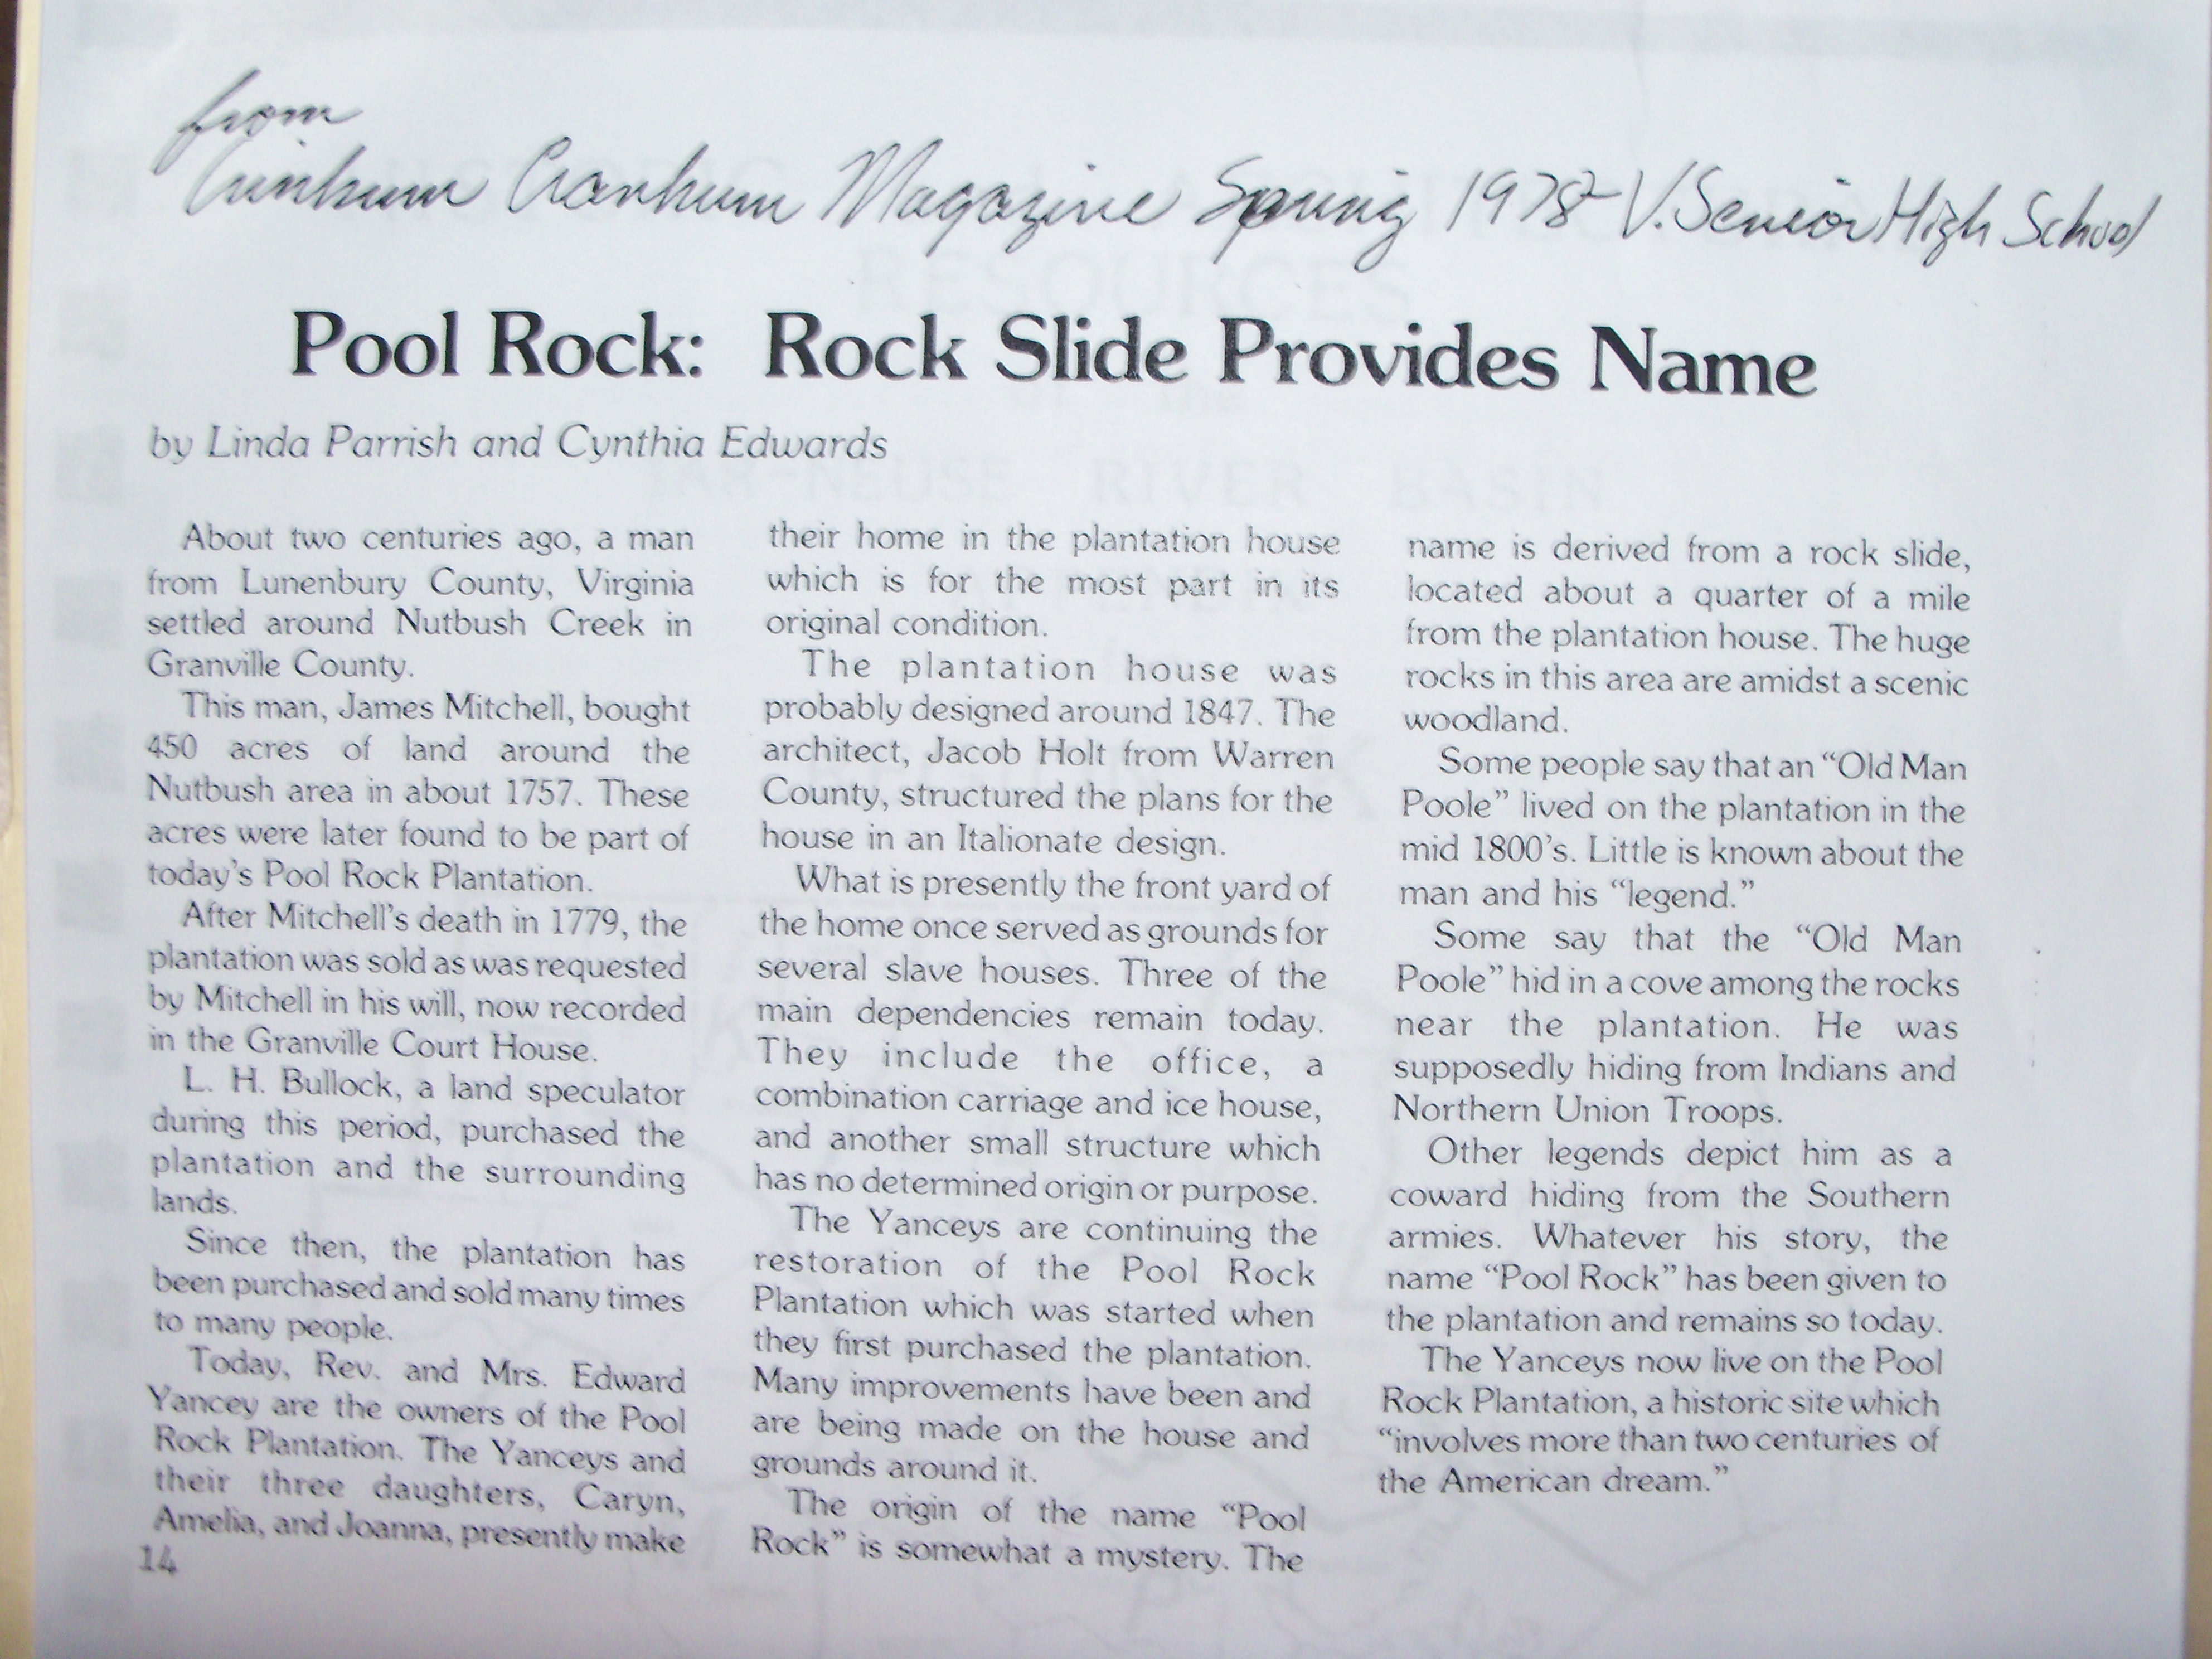 from
Crinkum Crankum Magazine Spring 1978 V. Senior High School
Pool Rock: Rock Slide Provides Name
by Linda Parrish and Cynthia Edwards
About two centuries ago, a man
from Lunenbury County, Virginia
settled around Nutbush Creek in
Granville County.
This man, James Mitchell, bought
450 acres of land around the
Nutbush area in about 1757. These
acres were later found to be part of
today's Pool Rock Plantation.
After Mitchell's death in 1779, the
plantation was sold as was requested
by Mitchell in his will, now recorded
in the Granville Court House.
L. H. Bullock, a land speculator
during this period, purchased the
plantation and the surrounding
lands.
Since then, the plantation has
been purchased and sold many times
to many people.
Today, Rev. and Mrs. Edward
Yancey are the owners of the Pool
Rock Plantation. The Yanceys and
their three daughters, Caryn,
Amelia, and Joanna, presently make
14
their home in the plantation house
which is for the most part in its
original condition.
The plantation house was
probably designed around 1847. The
architect, Jacob Holt from Warren
County, structured the plans for the
house in an Italionate design.
What is presently the front yard of
the home once served as grounds for
several slave houses. Three of the
main dependencies remain today.
They include the office, a
combination carriage and ice house,
and another small structure which
has no determined origin or purpose.
The Yanceys are continuing the
restoration of the Pool Rock
Plantation which was started when
they first purchased the plantation.
Many improvements have been and
are being made on the house and
grounds around it.
The origin of the name "Pool
Rock" is somewhat a mystery. The
name is derived from a rock slide,
located about a quarter of a mile
from the plantation house. The huge
rocks in this area are amidst a scenic
woodland.
Some people say that an "Old Man
Poole" lived on the plantation in the
mid 1800's. Little is known about the
man and his "legend."
Some say that the "Old Man
Poole" hid in a cove among the rocks
near the plantation. He was
supposedly hiding from Indians and
Northern Union Troops.
Other legends depict him as a
coward hiding from the Southern
armies. Whatever his story, the
name "Pool Rock" has been given to
the plantation and remains so today.
The Yanceys now live on the Pool
Rock Plantation, a historic site which
"involves more than two centuries of
the American dream."
RESOURCES
RIVER BASIN